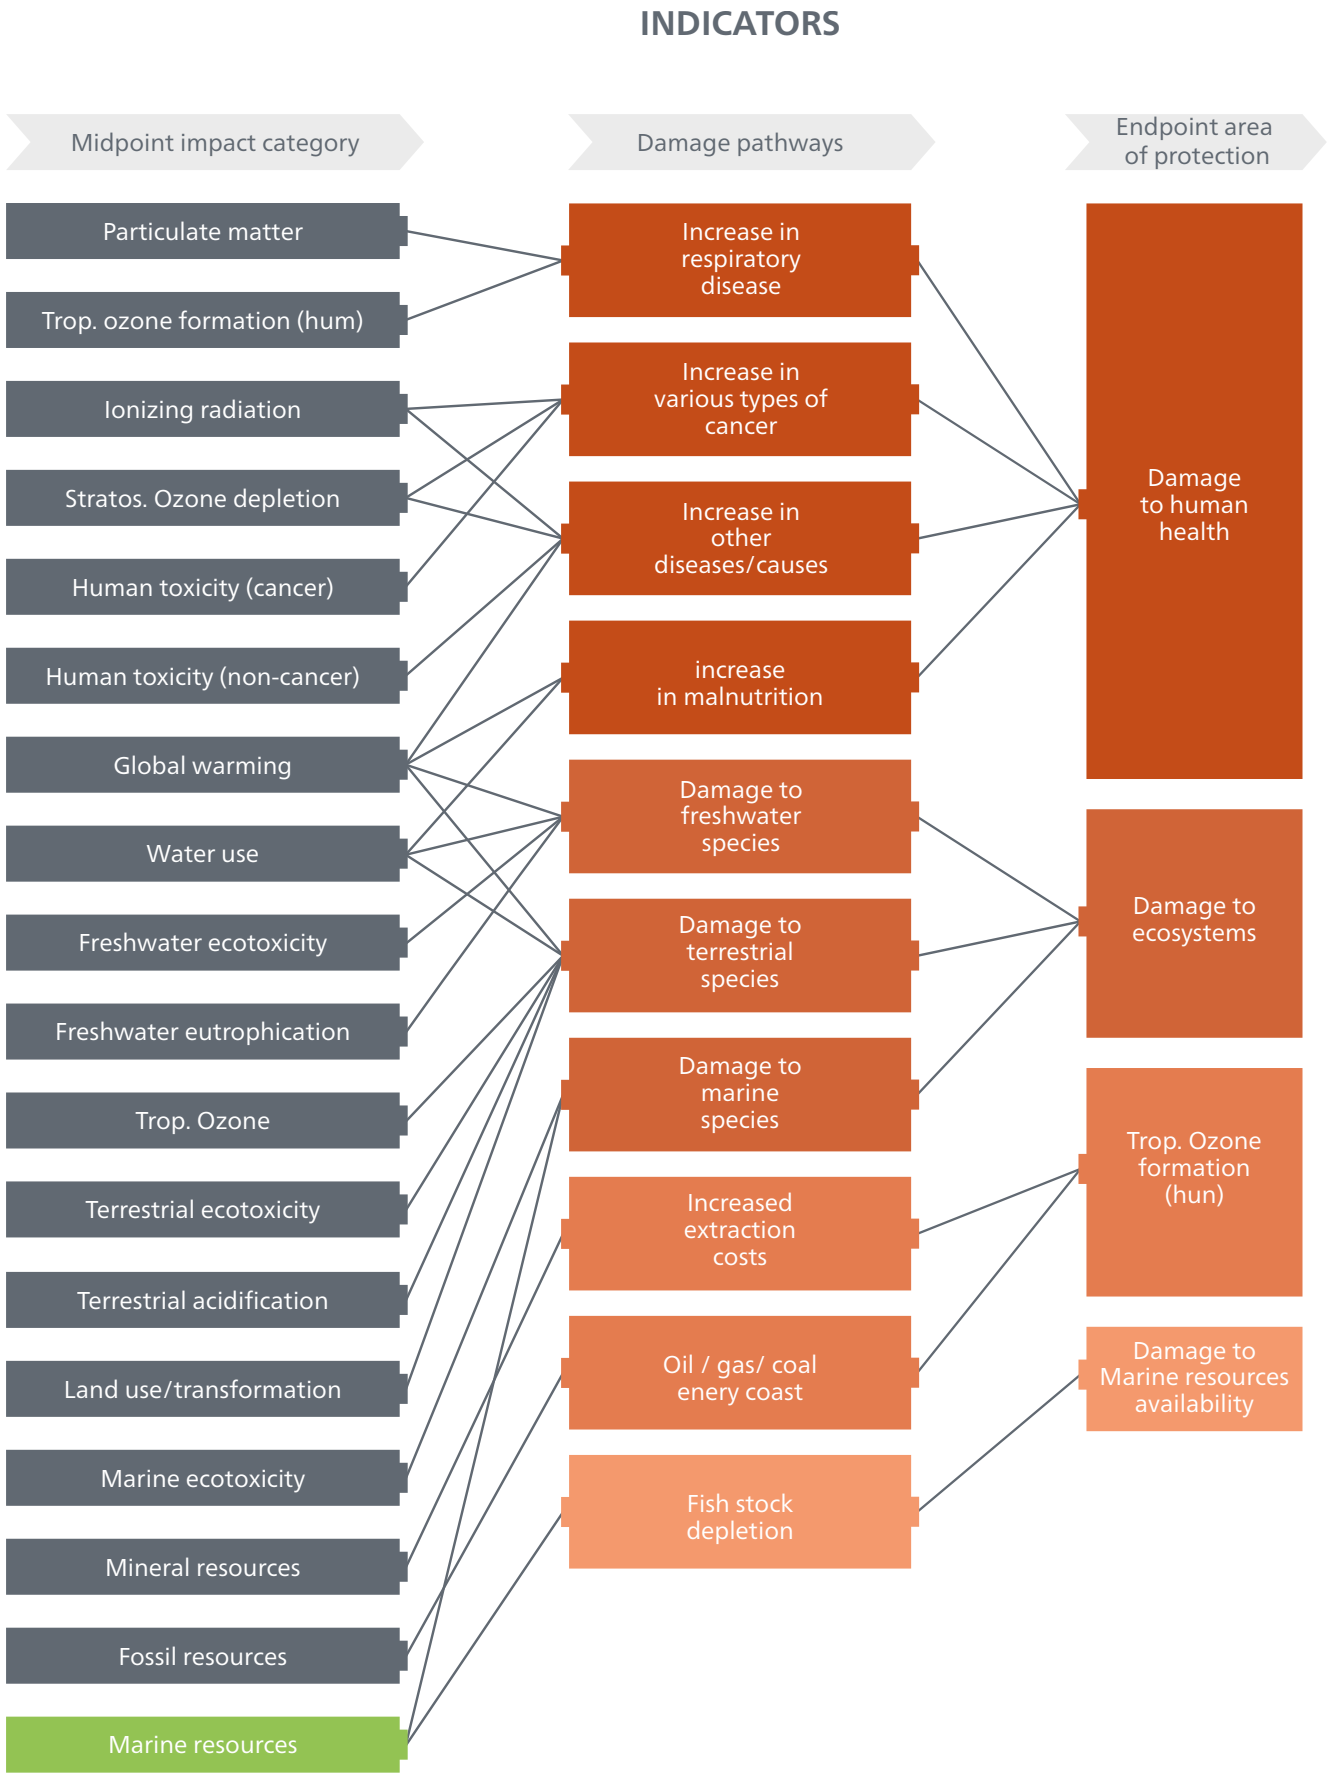 INDICATORS
Midpoint impact category
Damage pathways
Endpoint area
of protection
Particulate matter
Trop. ozone formation (hum)
Ionizing radiation
Stratos. Ozone depletion
Human toxicity (cancer)
Human toxicity (non-cancer)
Global warming
Water use
Freshwater ecotoxicity
Freshwater eutrophication
Trop. Ozone
Terrestrial ecotoxicity
Terrestrial acidification
Land use/transformation
Marine ecotoxicity
Mineral resources
Fossil resources
Marine resources
Increase in
respiratory
disease
Increase in
various types of
cancer
Increase in
other
diseases/causes
increase
in malnutrition
Damage to
freshwater
species
Damage to
terrestrial
species
Damage to
marine
species
Increased
extraction
costs
Oil / gas/ coal
enery coast
Fish stock
depletion
Damage
to human
health
Damage to
ecosystems
Trop. Ozone
formation
(hun)
Damage to
Marine resources
availability